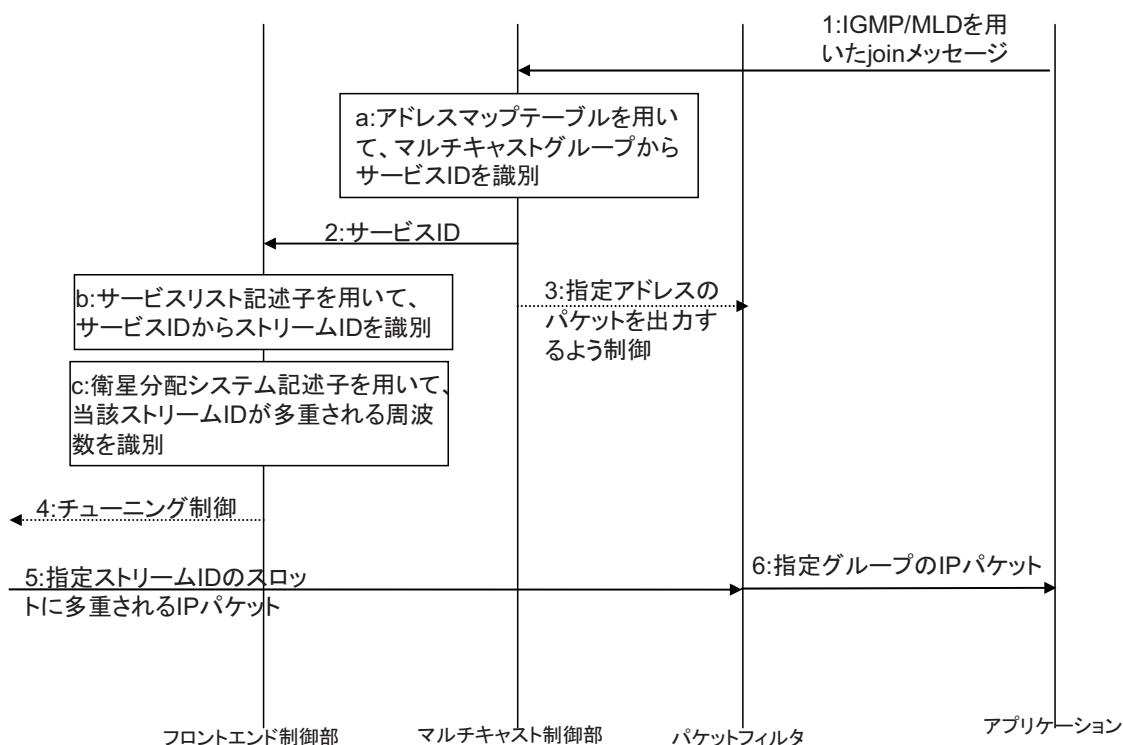 1:IGMP/MLDを用
いたjoinメッセージ
a:アドレスマップテーブルを用い
て、マルチキャストグループから
サービスIDを識別
2:サービスID
b:サービスリスト記述子を用いて、
サービスIDからストリームIDを識別
3:指定アドレスの
パケットを出力す
るよう制御
c:衛星分配システム記述子を用いて、
当該ストリームIDが多重される周波
数を識別
4:チューニング制御
5:指定ストリームIDのスロッ
トに多重されるIPパケット
6:指定グループのIPパケット
フロントエンド制御部
マルチキャスト制御部
パケットフィルタ
アプリケーション